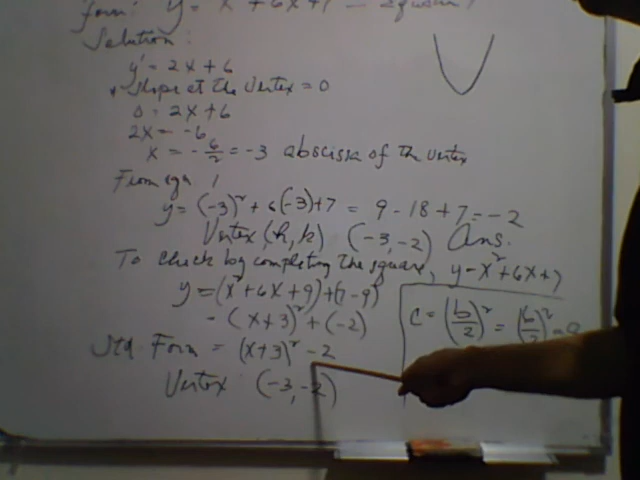 form: y = x² + 6x + 7 — equation 1
Solution:
y' = 2x + 6
* slope at the vertex = 0
0 = 2x + 6
2x = -6
x = -6/2 = -3 abscissa of the vertex
From eqn 1
y = (-3)² + 6(-3) + 7 = 9 - 18 + 7 = -2
Vertex (h, k) (-3, -2) Ans.
To check by completing the square, y = x² + 6x + 7
y = (x² + 6x + 9) + (7 - 9)
= (x + 3)² + (-2)
C = (b/2)² = (6/2)² = 9
Std Form = (x + 3)² - 2
Vertex (-3, -2)